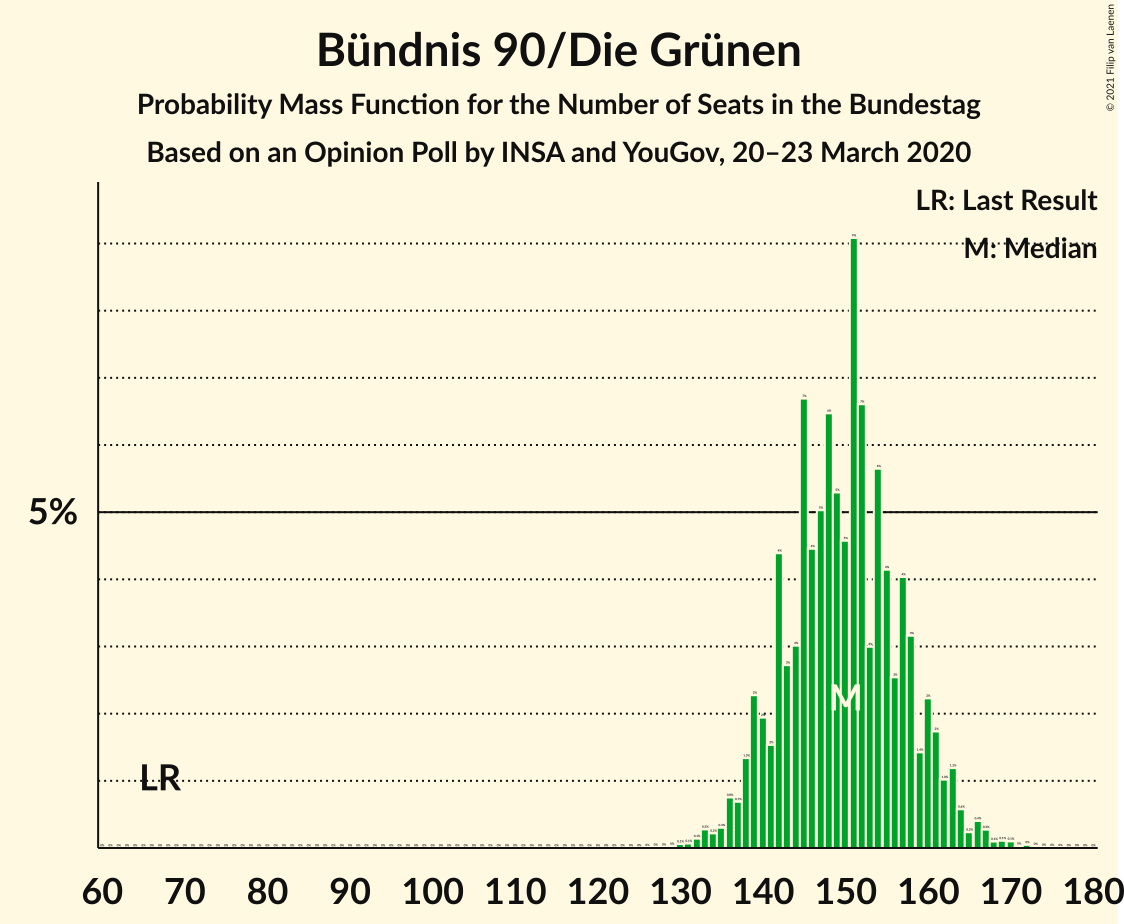 Bündnis 90/Die Grünen
Probability Mass Function for the Number of Seats in the Bundestag
Based on an Opinion Poll by INSA and YouGov, 20–23 March 2020
© 2021 Filip van Laenen
LR: Last Result
M: Median
5%
M
LR
60 70 80 90 100 110 120 130 140 150 160 170 180